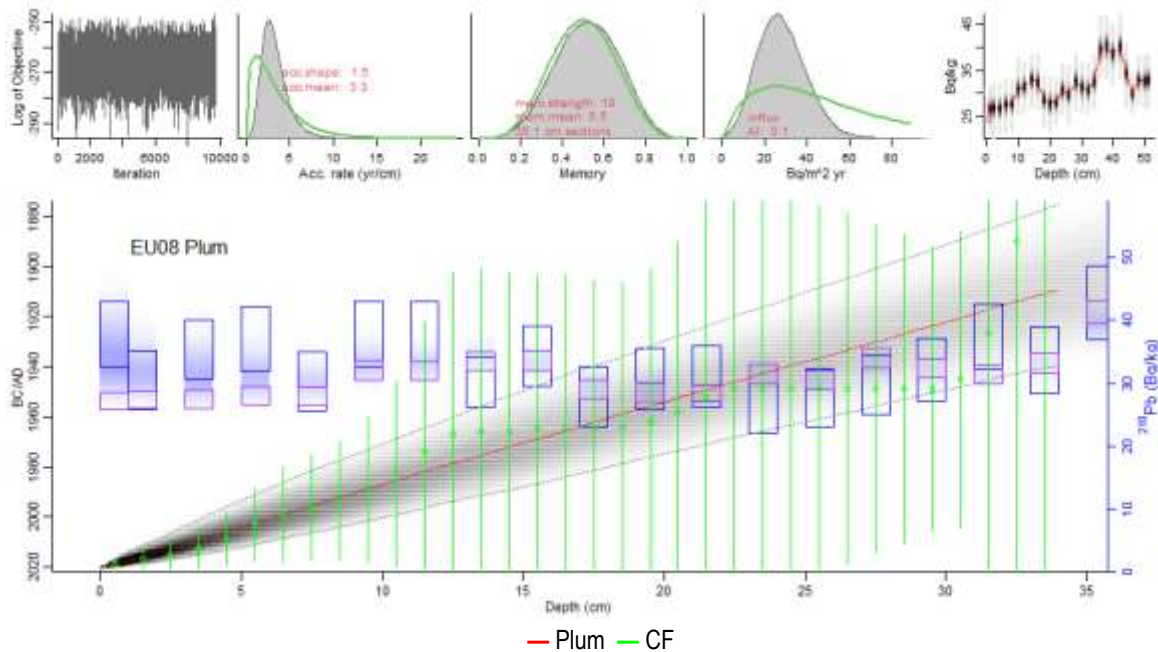 Log of Objective
-250
-270
-290
0 2000 6000 10000
Iteration
acc.shape: 1.5
acc.mean: 3.3
0 5 10 15 20
Acc. rate (yr/cm)
mem.strength: 10
mem.mean: 0.5
0.0 0.2 0.4 0.6 0.8 1.0
Memory
Influx
Al: 0.1
0 20 40 60 80
Bq/m^2 yr
Bq/kg
45
35
25
0 10 20 30 40 50
Depth (cm)
EU08 Plum
BC/AD
1880
1900
1920
1940
1960
1980
2000
2020
0 5 10 15 20 25 30 35
Depth (cm)
²¹⁰Pb (Bq/kg)
50
40
30
20
10
0
Plum CF